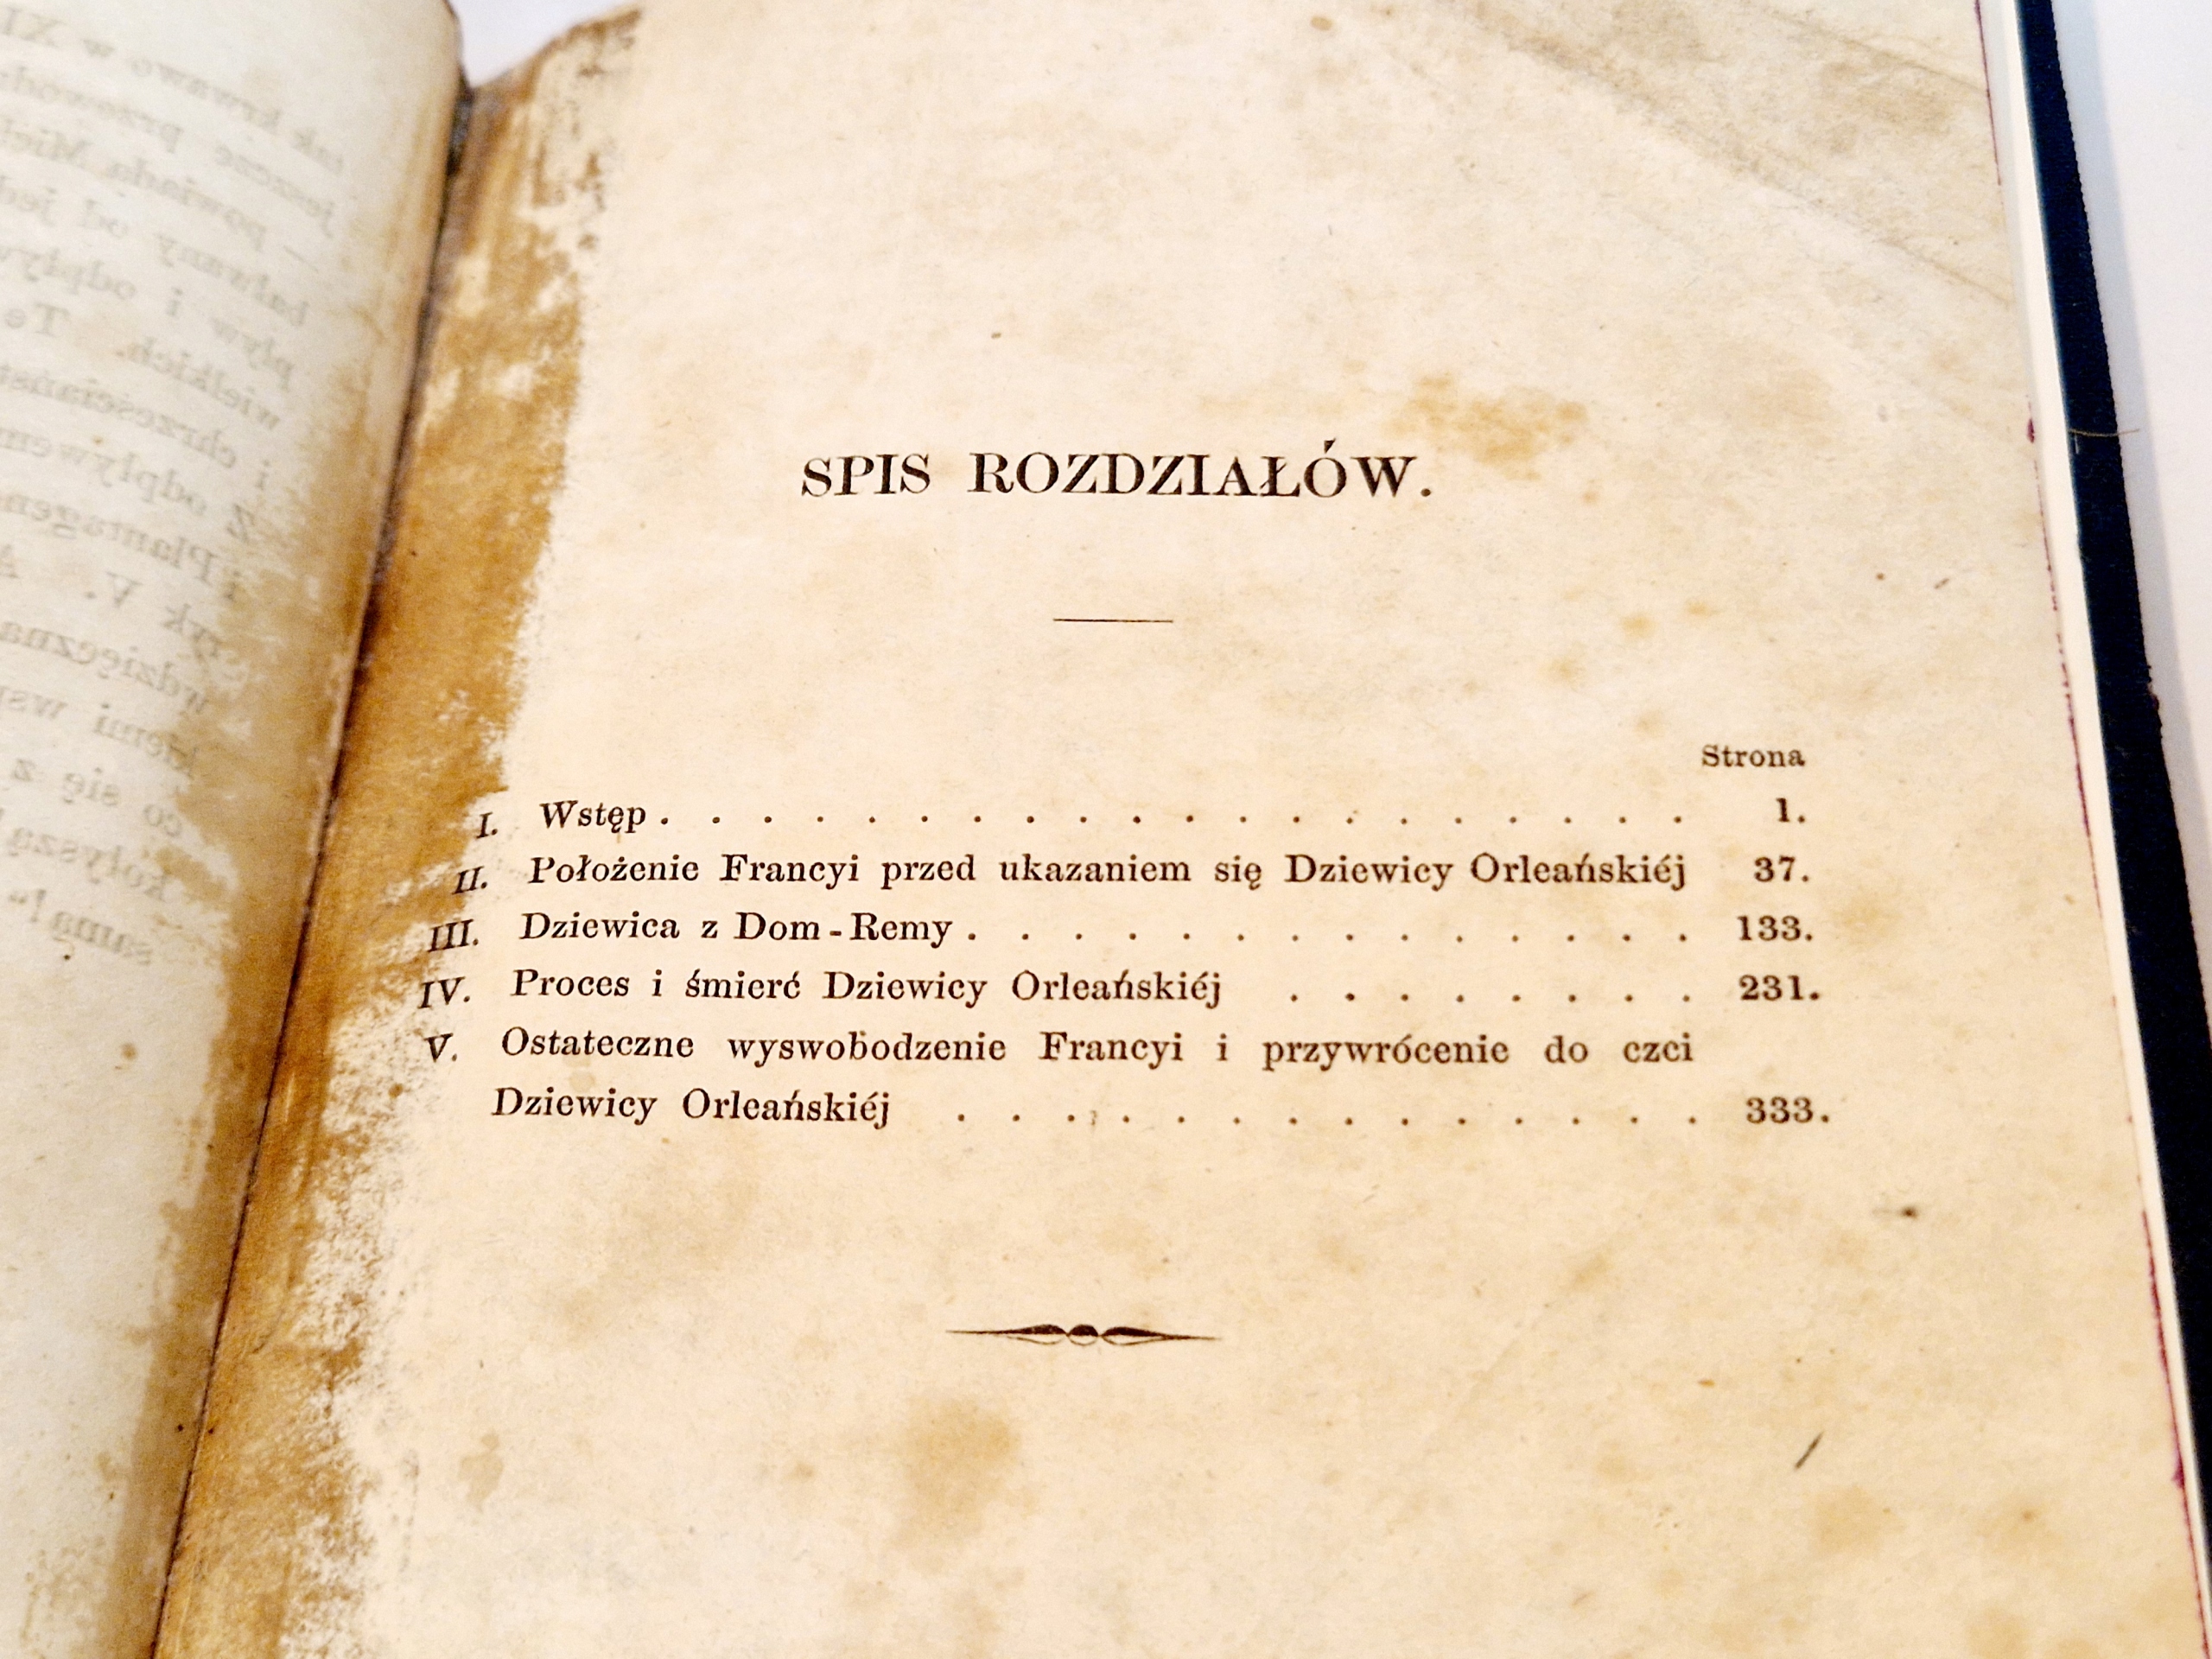 SPIS ROZDZIAŁÓW.
Strona
I. Wstęp . . . . . . . . . . . . . . . . . . . . 1.
II. Położenie Francyi przed ukazaniem się Dziewicy Orleańskiéj 37.
III. Dziewica z Dom-Remy . . . . . . . . . . . . . . 133.
IV. Proces i śmierć Dziewicy Orleańskiéj . . . . . . . . 231.
V. Ostateczne wyswobodzenie Francyi i przywrócenie do czci
Dziewicy Orleańskiéj . . . . . . . . . . . . . . 333.